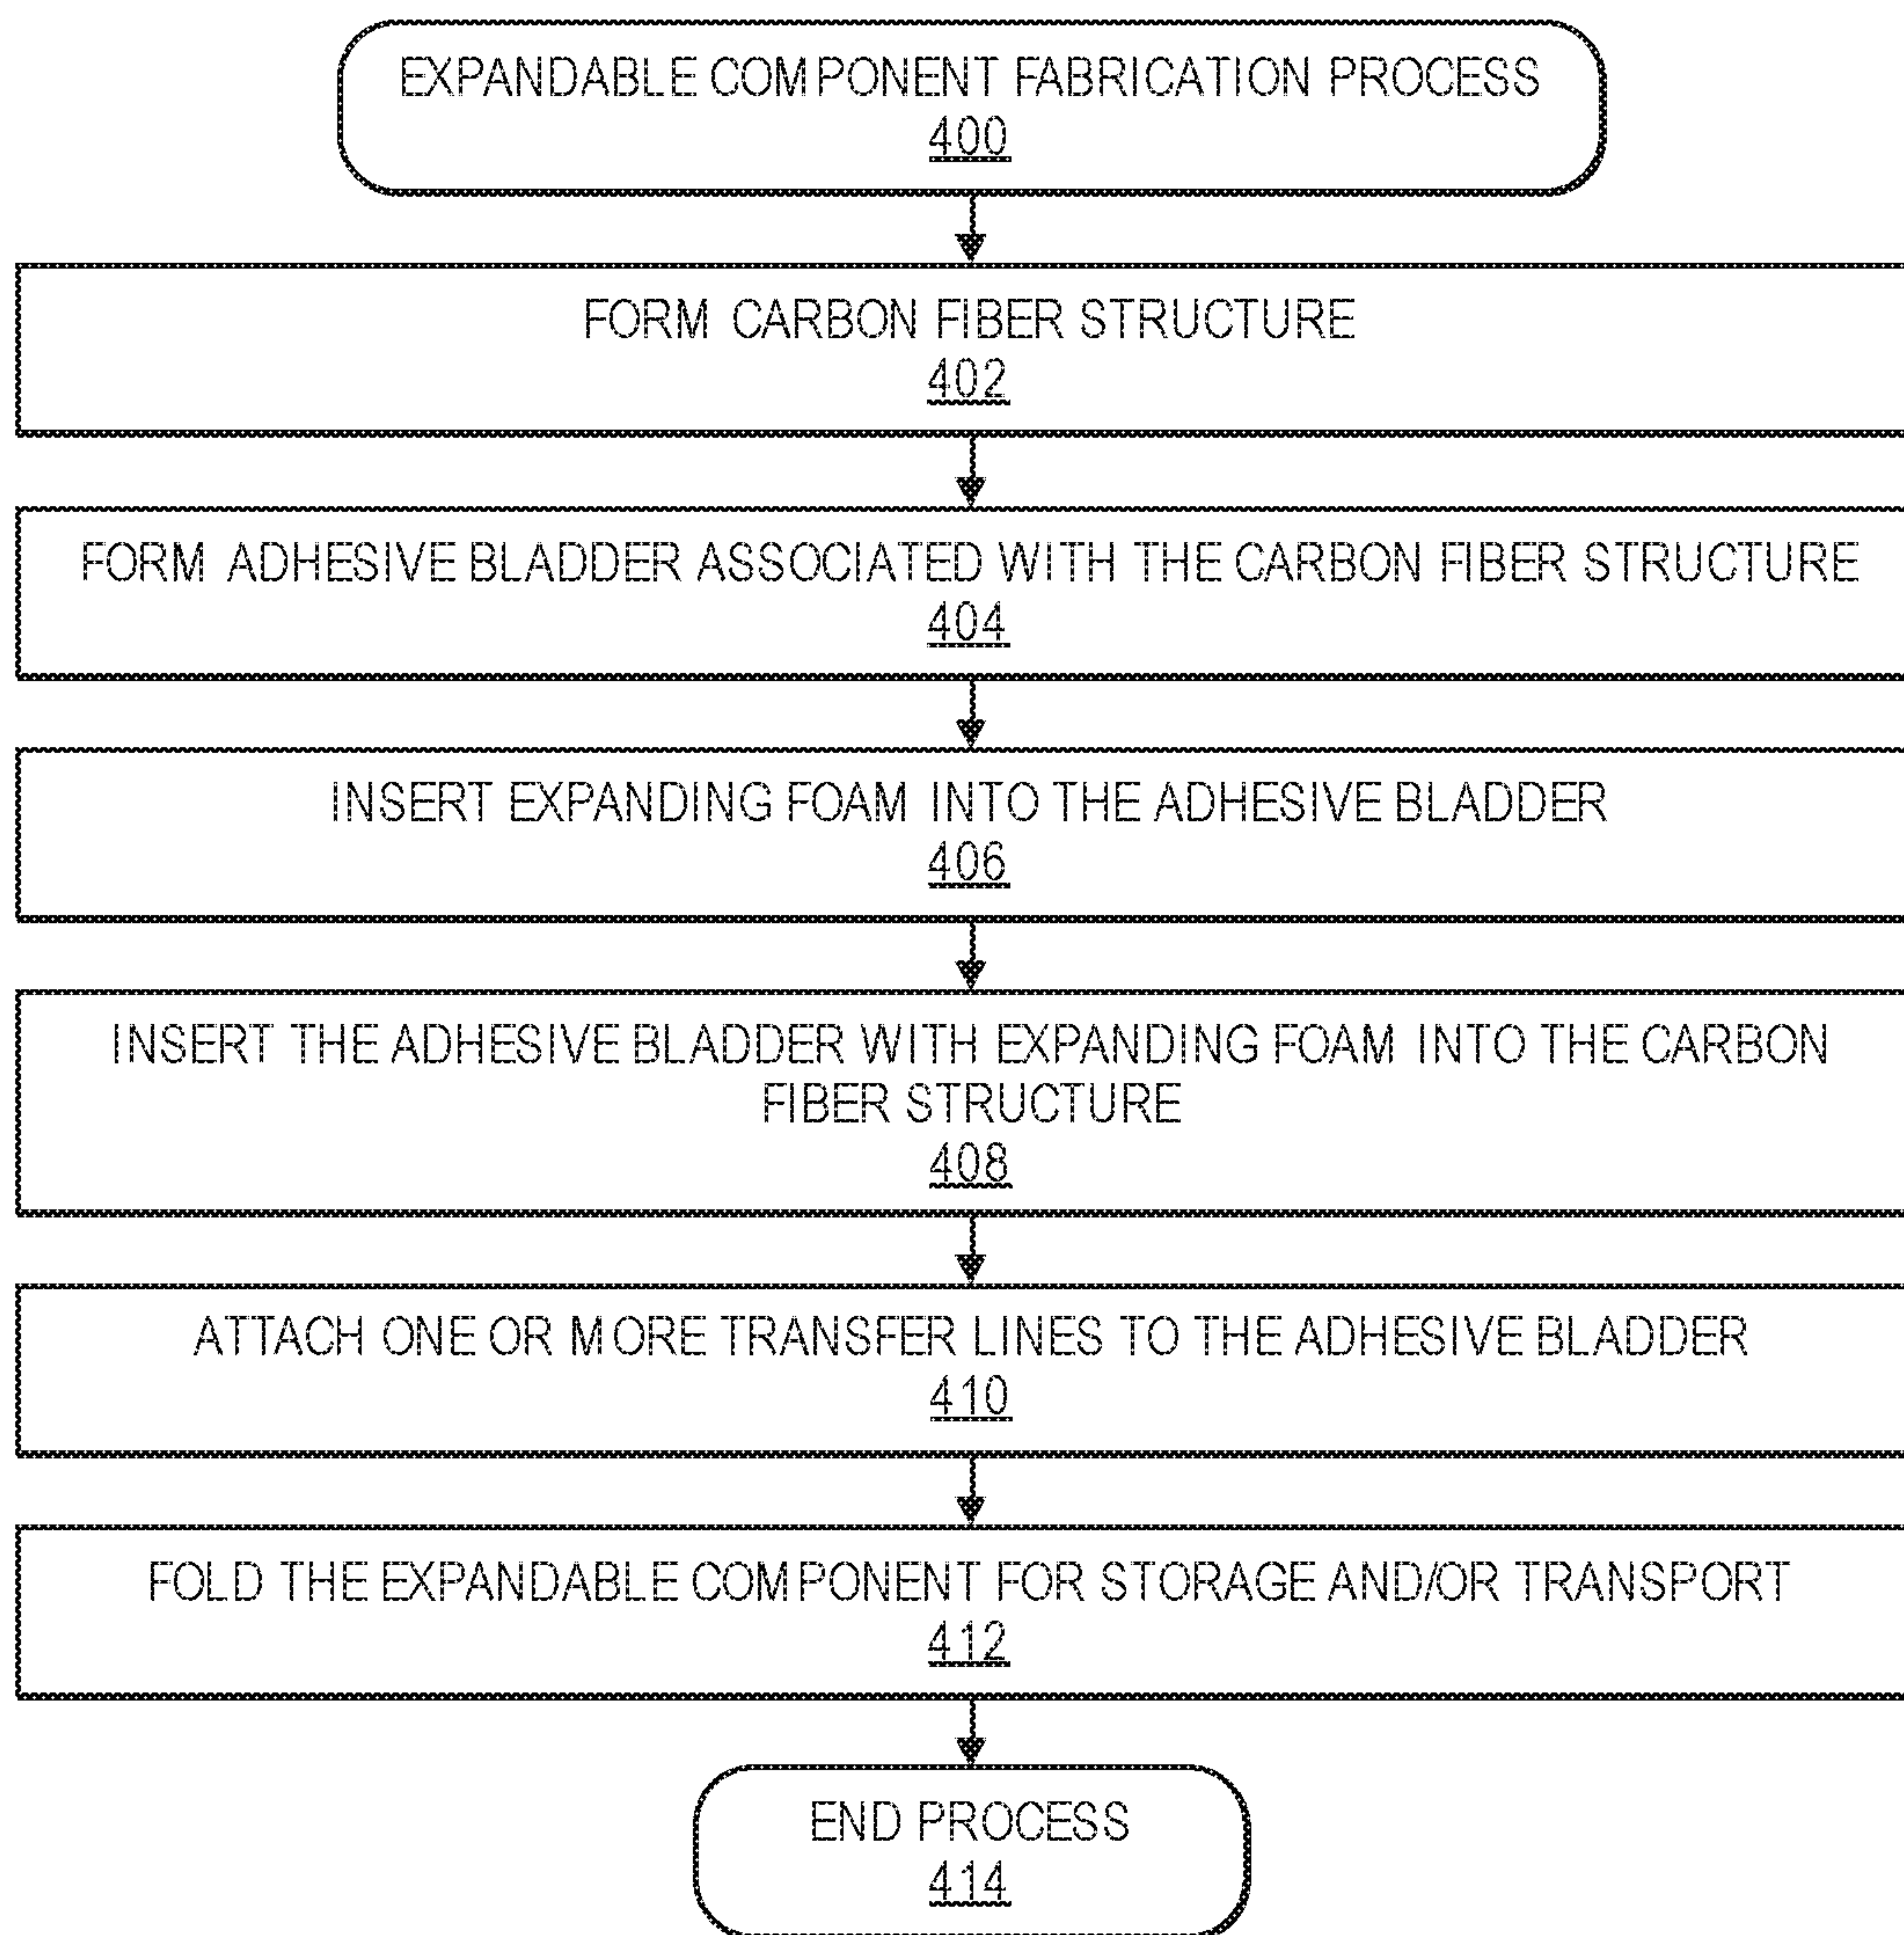 EXPANDABLE COMPONENT FABRICATION PROCESS
400
FORM CARBON FIBER STRUCTURE
402
FORM ADHESIVE BLADDER ASSOCIATED WITH THE CARBON FIBER STRUCTURE
404
INSERT EXPANDING FOAM INTO THE ADHESIVE BLADDER
406
INSERT THE ADHESIVE BLADDER WITH EXPANDING FOAM INTO THE CARBON
FIBER STRUCTURE
408
ATTACH ONE OR MORE TRANSFER LINES TO THE ADHESIVE BLADDER
410
FOLD THE EXPANDABLE COMPONENT FOR STORAGE AND/OR TRANSPORT
412
END PROCESS
414